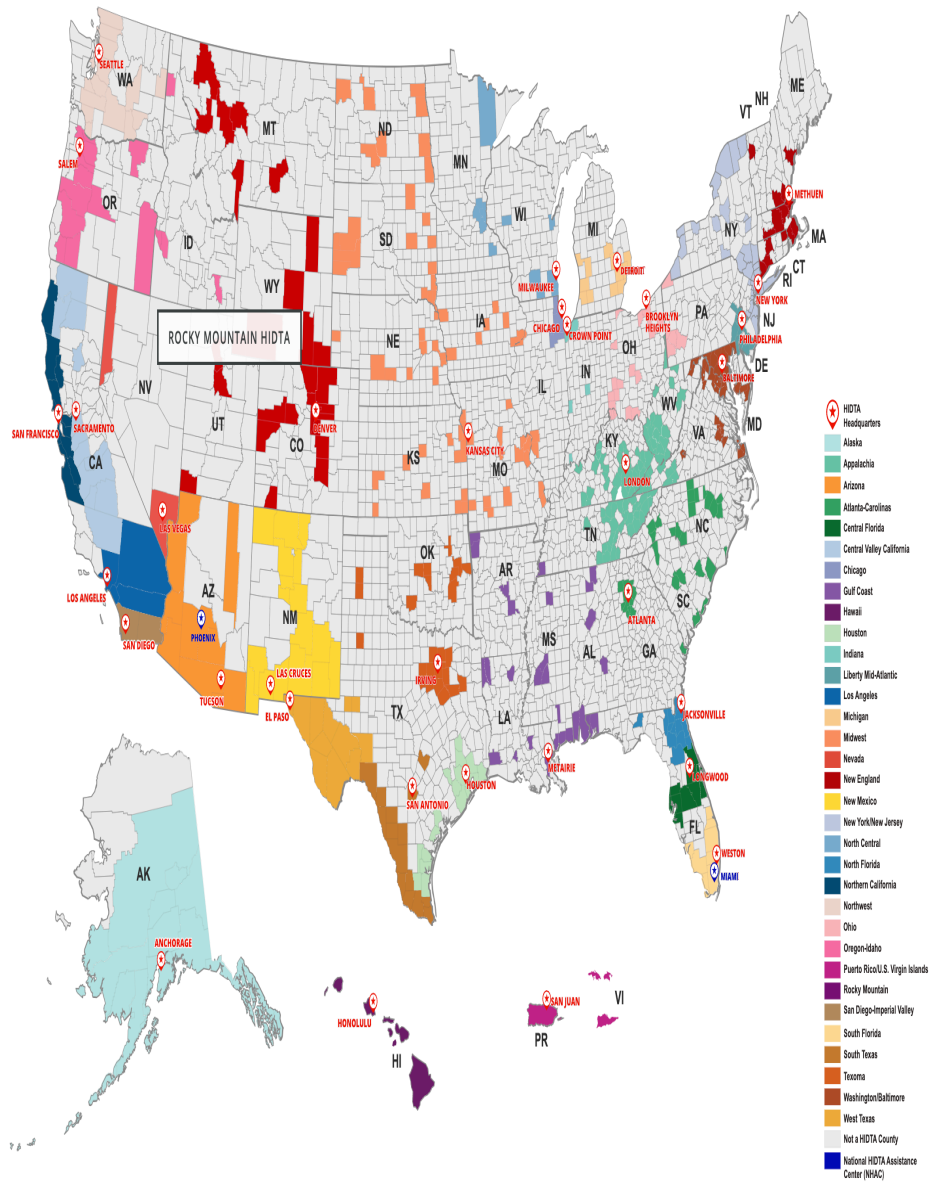 SEATTLE
WA
MT
ND
MN
VT
NH
ME
SALEM
OR
ID
WY
SD
WI
MI
NY
METHUEN
MA
CT
RI
DETROIT
MILWAUKEE
NEW YORK
NJ
PA
BROOKLYN
HEIGHTS
CHICAGO
CROWN POINT
PHILADELPHIA
ROCKY MOUNTAIN HIDTA
NE
IA
OH
IL
IN
DE
BALTIMORE
NV
UT
CO
DENVER
WV
VA
MD
SAN FRANCISCO
SACRAMENTO
CA
KS
KANSAS CITY
MO
KY
LONDON
LAS VEGAS
NC
TN
OK
AR
LOS ANGELES
AZ
NM
SC
ATLANTA
PHOENIX
SAN DIEGO
MS
AL
GA
TUCSON
LAS CRUCES
EL PASO
IRVING
TX
LA
JACKSONVILLE
METAIRIE
LONGWOOD
HOUSTON
SAN ANTONIO
FL
WESTON
MIAMI
AK
ANCHORAGE
HONOLULU
HI
SAN JUAN
PR
VI
HIDTA
Headquarters
Alaska
Appalachia
Arizona
Atlanta-Carolinas
Central Florida
Central Valley California
Chicago
Gulf Coast
Hawaii
Houston
Indiana
Liberty Mid-Atlantic
Los Angeles
Michigan
Midwest
Nevada
New England
New Mexico
New York/New Jersey
North Central
North Florida
Northern California
Northwest
Ohio
Oregon-Idaho
Puerto Rico/U.S. Virgin Islands
Rocky Mountain
San Diego-Imperial Valley
South Florida
South Texas
Texoma
Washington/Baltimore
West Texas
Not a HIDTA County
National HIDTA Assistance
Center (NHAC)